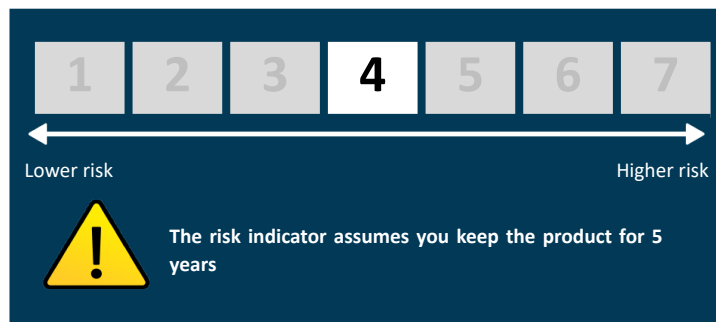 1 2 3 4 5 6 7
Lower risk Higher risk
The risk indicator assumes you keep the product for 5
years